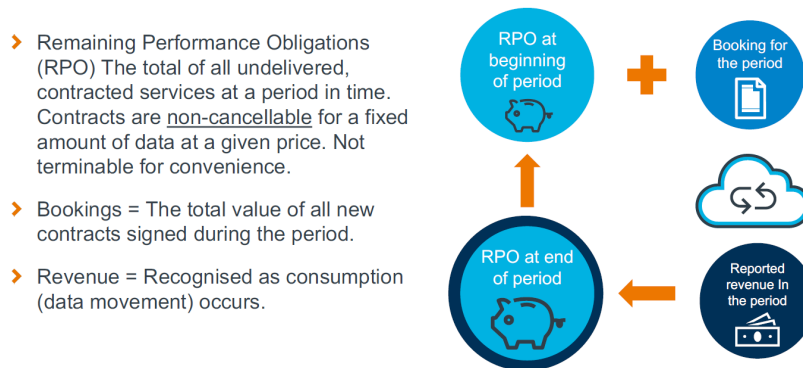 Remaining Performance Obligations
(RPO) The total of all undelivered,
contracted services at a period in time.
Contracts are non-cancellable for a fixed
amount of data at a given price. Not
terminable for convenience.
Bookings = The total value of all new
contracts signed during the period.
Revenue = Recognised as consumption
(data movement) occurs.
RPO at
beginning
of period
Booking for
the period
RPO at end
of period
Reported
revenue In
the period